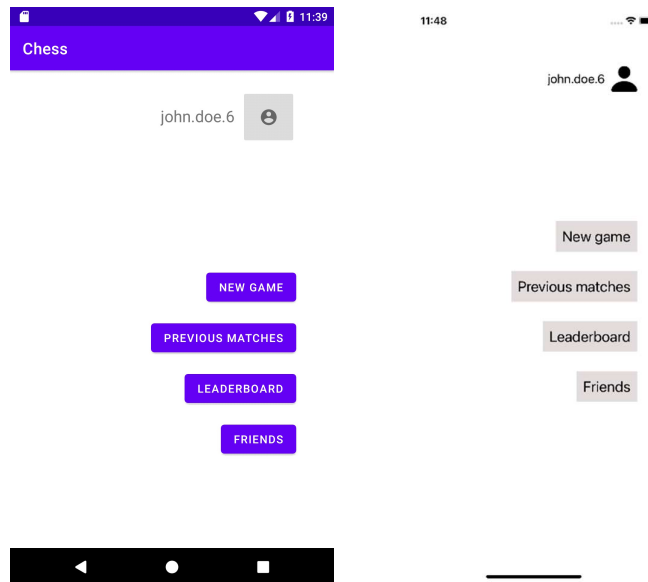 11:39
Chess
john.doe.6
NEW GAME
PREVIOUS MATCHES
LEADERBOARD
FRIENDS
11:48
john.doe.6
New game
Previous matches
Leaderboard
Friends